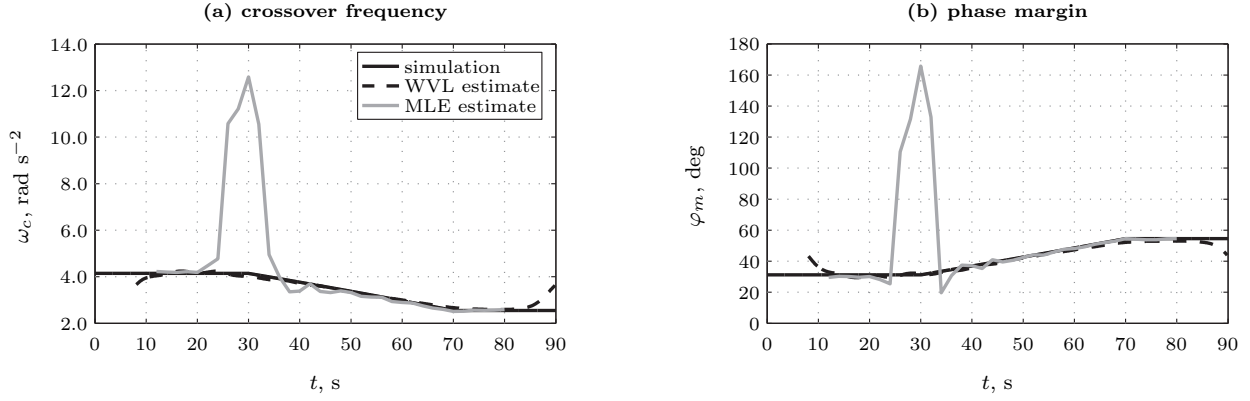 (a) crossover frequency
14.0
12.0
10.0
8.0
6.0
4.0
2.0
ω_c, rad s⁻²
simulation
WVL estimate
MLE estimate
0 10 20 30 40 50 60 70 80 90
t, s
(b) phase margin
180
160
140
120
100
80
60
40
20
0
φ_m, deg
0 10 20 30 40 50 60 70 80 90
t, s